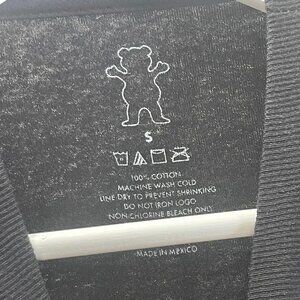 S
100% COTTON
MACHINE WASH COLD
LINE DRY TO PREVENT SHRINKING
DO NOT IRON LOGO
NON-CHLORINE BLEACH ONLY
MADE IN MEXICO